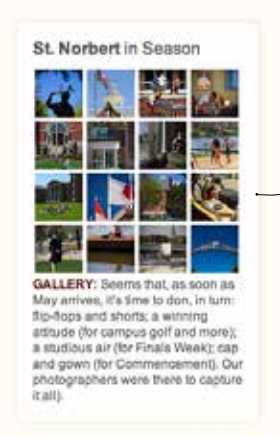 St. Norbert in Season
GALLERY: Seems that, as soon as
May arrives, it's time to don, in turn:
flip-flops and shorts; a winning
attitude (for campus golf and more);
a studious air (for Finals Week); cap
and gown (for Commencement). Our
photographers were there to capture
it all).